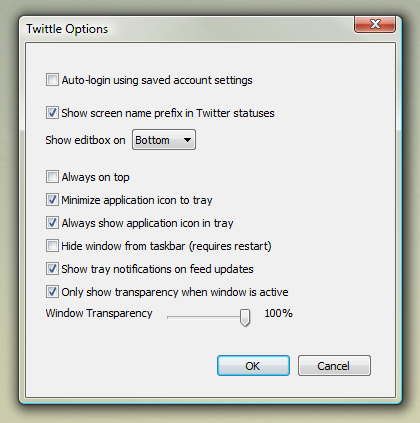 Twittle Options
Auto-login using saved account settings
Show screen name prefix in Twitter statuses
Show editbox on Bottom
Always on top
Minimize application icon to tray
Always show application icon in tray
Hide window from taskbar (requires restart)
Show tray notifications on feed updates
Only show transparency when window is active
Window Transparency 100%
OK Cancel